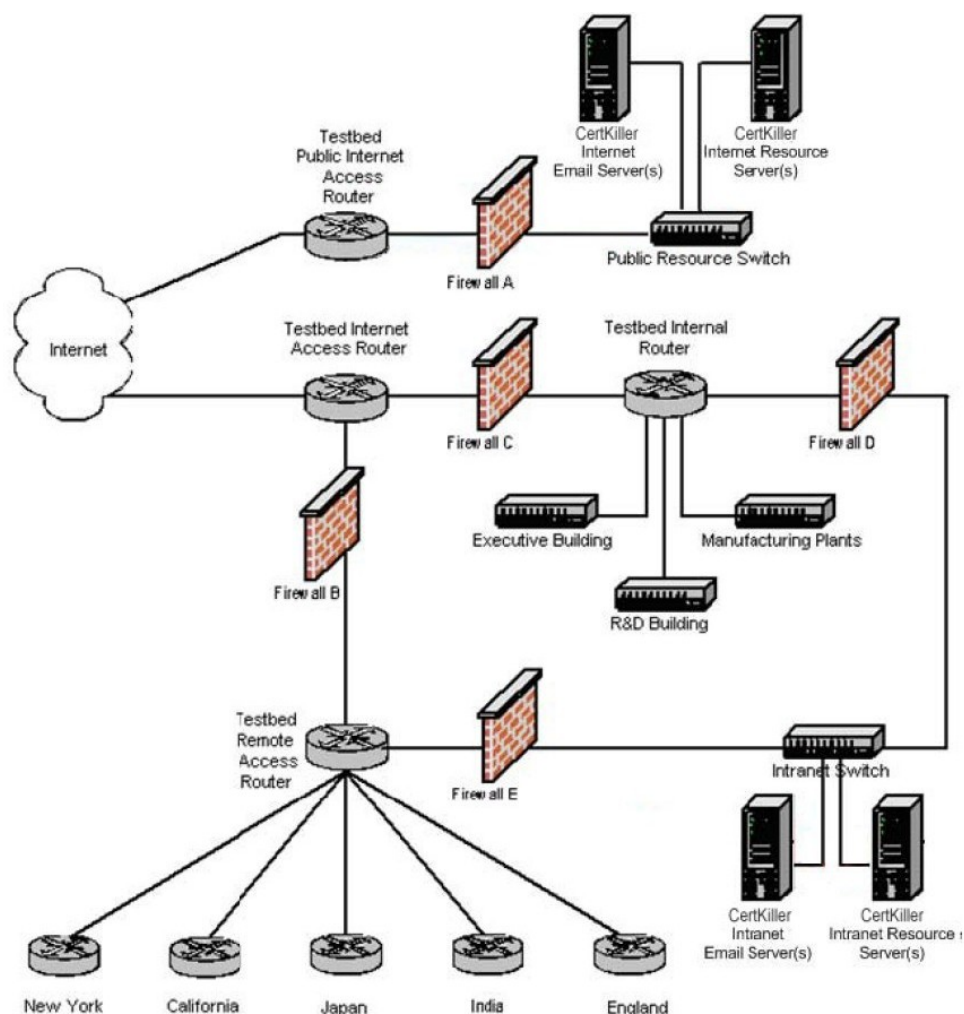 CertKiller
Internet
Email Server(s)
CertKiller
Internet Resource
Server(s)
Testbed
Public Internet
Access
Router
Firewall A
Public Resource Switch
Internet
Testbed Internet
Access Router
Firewall C
Testbed Internal
Router
Firewall D
Executive Building
Manufacturing Plants
R&D Building
Firewall B
Testbed
Remote
Access
Router
Firewall E
Intranet Switch
CertKiller
Intranet
Email Server(s)
CertKiller
Intranet Resource s
Server(s)
New York
California
Japan
India
England